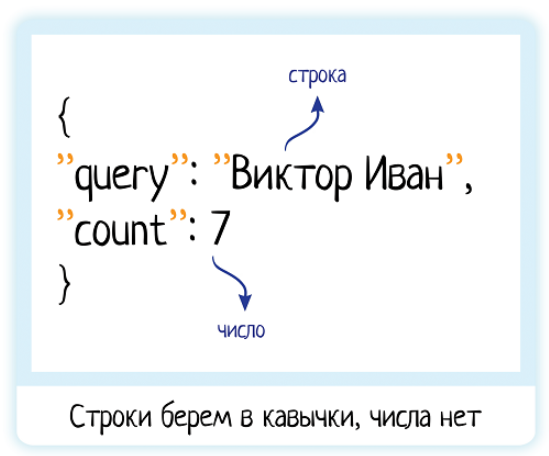 строка
{
"query": "Виктор Иван",
"count": 7
}
число
Строки берем в кавычки, числа нет